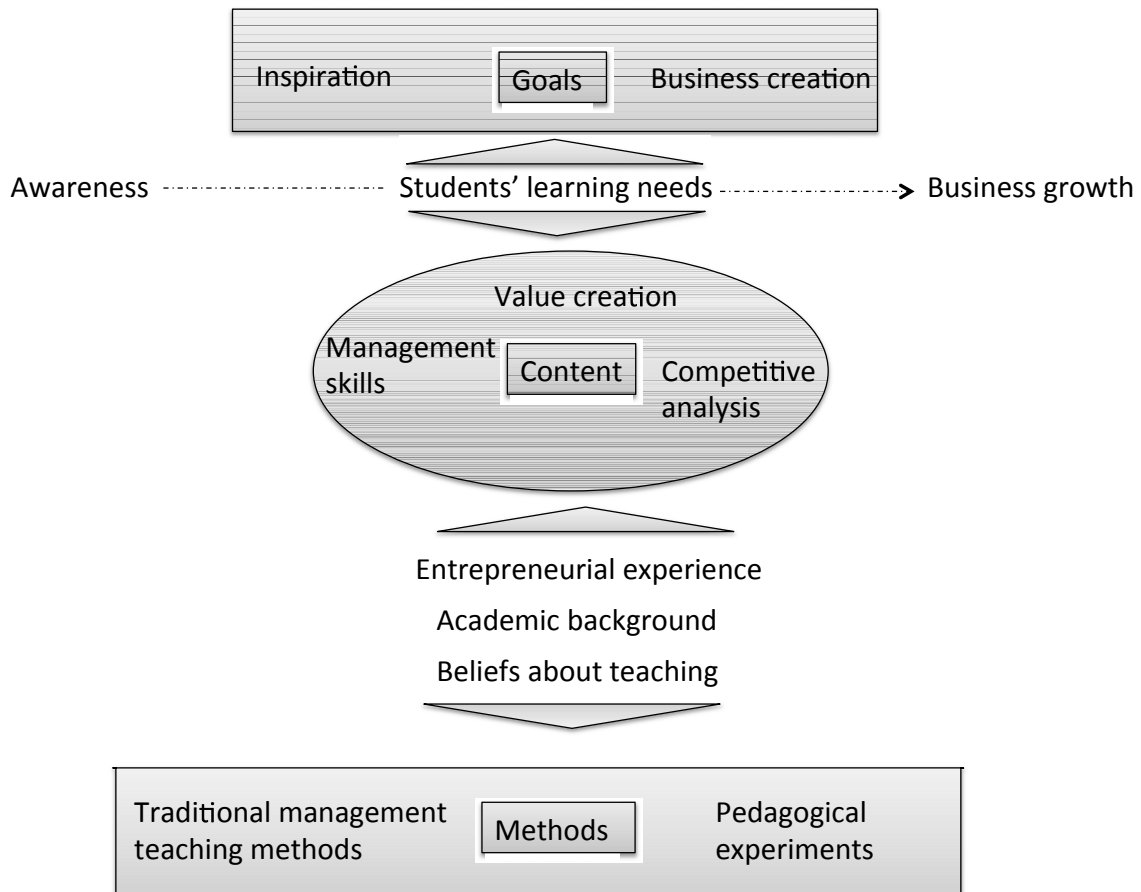 Inspiration
Goals
Business creation
Awareness
Students’ learning needs
Business growth
Value creation
Management
skills
Content
Competitive
analysis
Entrepreneurial experience
Academic background
Beliefs about teaching
Traditional management
teaching methods
Methods
Pedagogical
experiments